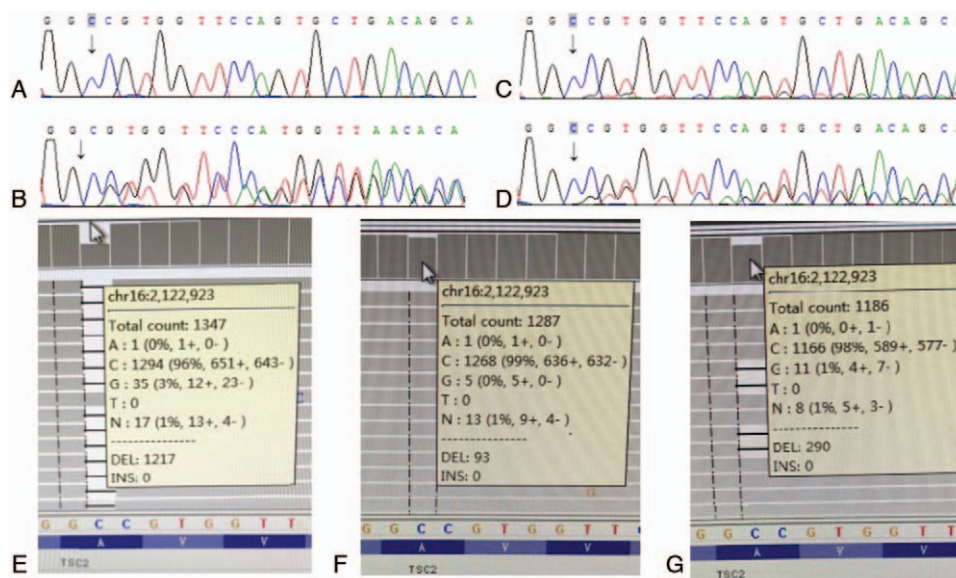 G G C C G T G G T T C C A G T G C T G A C A G C A
A
G G C C G T G G T T C C A G T G C T G A C A G C
C
G G C G T G G T T C C C A T G G T T A A C A C A
B
G G C C G T G G T T C C A G T G C T G A C A G C
D
chr16:2,122,923
Total count: 1347
A : 1 (0%, 1+, 0- )
C : 1294 (96%, 651+, 643- )
G : 35 (3%, 12+, 23- )
T : 0
N : 17 (1%, 13+, 4- )
---------------
DEL: 1217
INS: 0
G G C C G T G G T T
A V V
TSC2
E
chr16:2,122,923
Total count: 1287
A : 1 (0%, 1+, 0- )
C : 1268 (99%, 636+, 632- )
G : 5 (0%, 5+, 0- )
T : 0
N : 13 (1%, 9+, 4- )
---------------
DEL: 93
INS: 0
G
G G C C G T G G T T
A V V
TSC2
F
chr16:2,122,923
Total count: 1186
A : 1 (0%, 0+, 1- )
C : 1166 (98%, 589+, 577- )
G : 11 (1%, 4+, 7- )
T : 0
N : 8 (1%, 5+, 3- )
---------------
DEL: 290
INS: 0
G G C C G T G G T T
A V V
TSC2
G